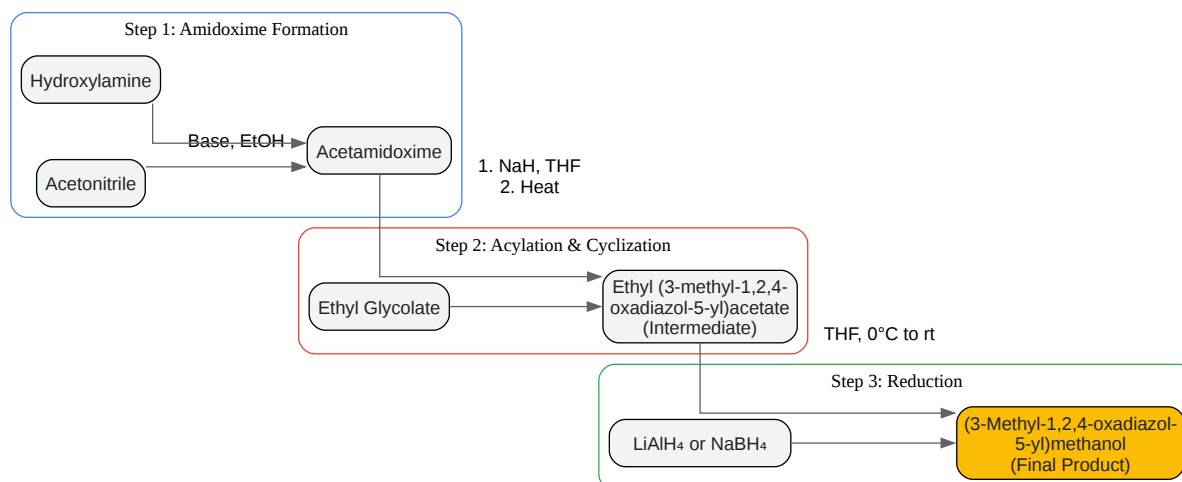 Step 1: Amidoxime Formation
Hydroxylamine
Base, EtOH
Acetamidoxime
Acetonitrile
1. NaH, THF
2. Heat
Step 2: Acylation & Cyclization
Ethyl Glycolate
Ethyl (3-methyl-1,2,4-
oxadiazol-5-yl)acetate
(Intermediate)
THF, 0°C to rt
Step 3: Reduction
LiAlH₄ or NaBH₄
(3-Methyl-1,2,4-oxadiazol-
5-yl)methanol
(Final Product)